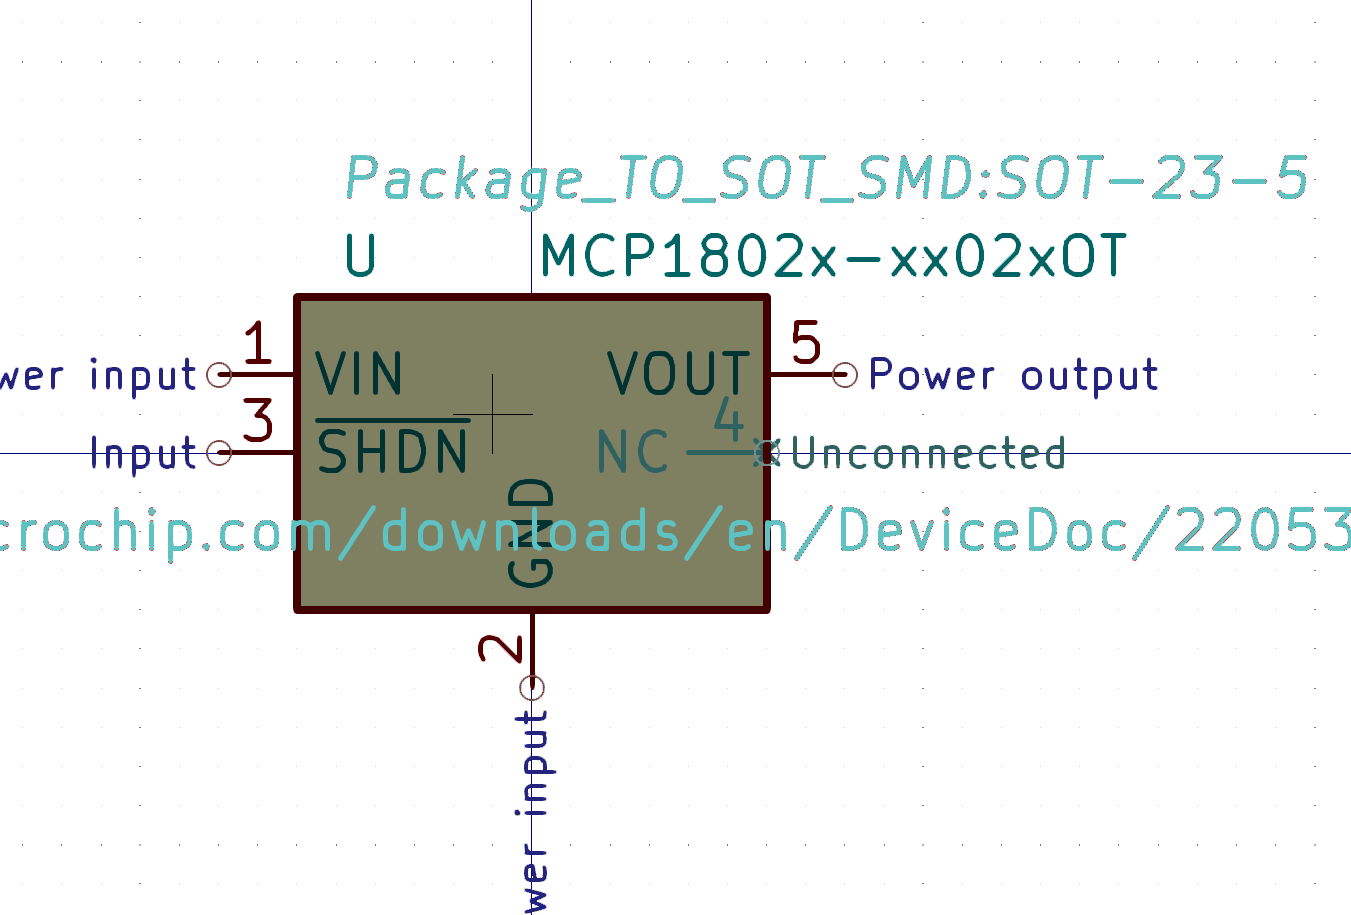 Package_TO_SOT_SMD:SOT-23-5
U MCP1802x-xx02xOT
1 5
wer input VIN VOUT Power output
3 4
Input SHDN NC Unconnected
crochip.com/downloads/en/DeviceDoc/22053
GND
2
wer input